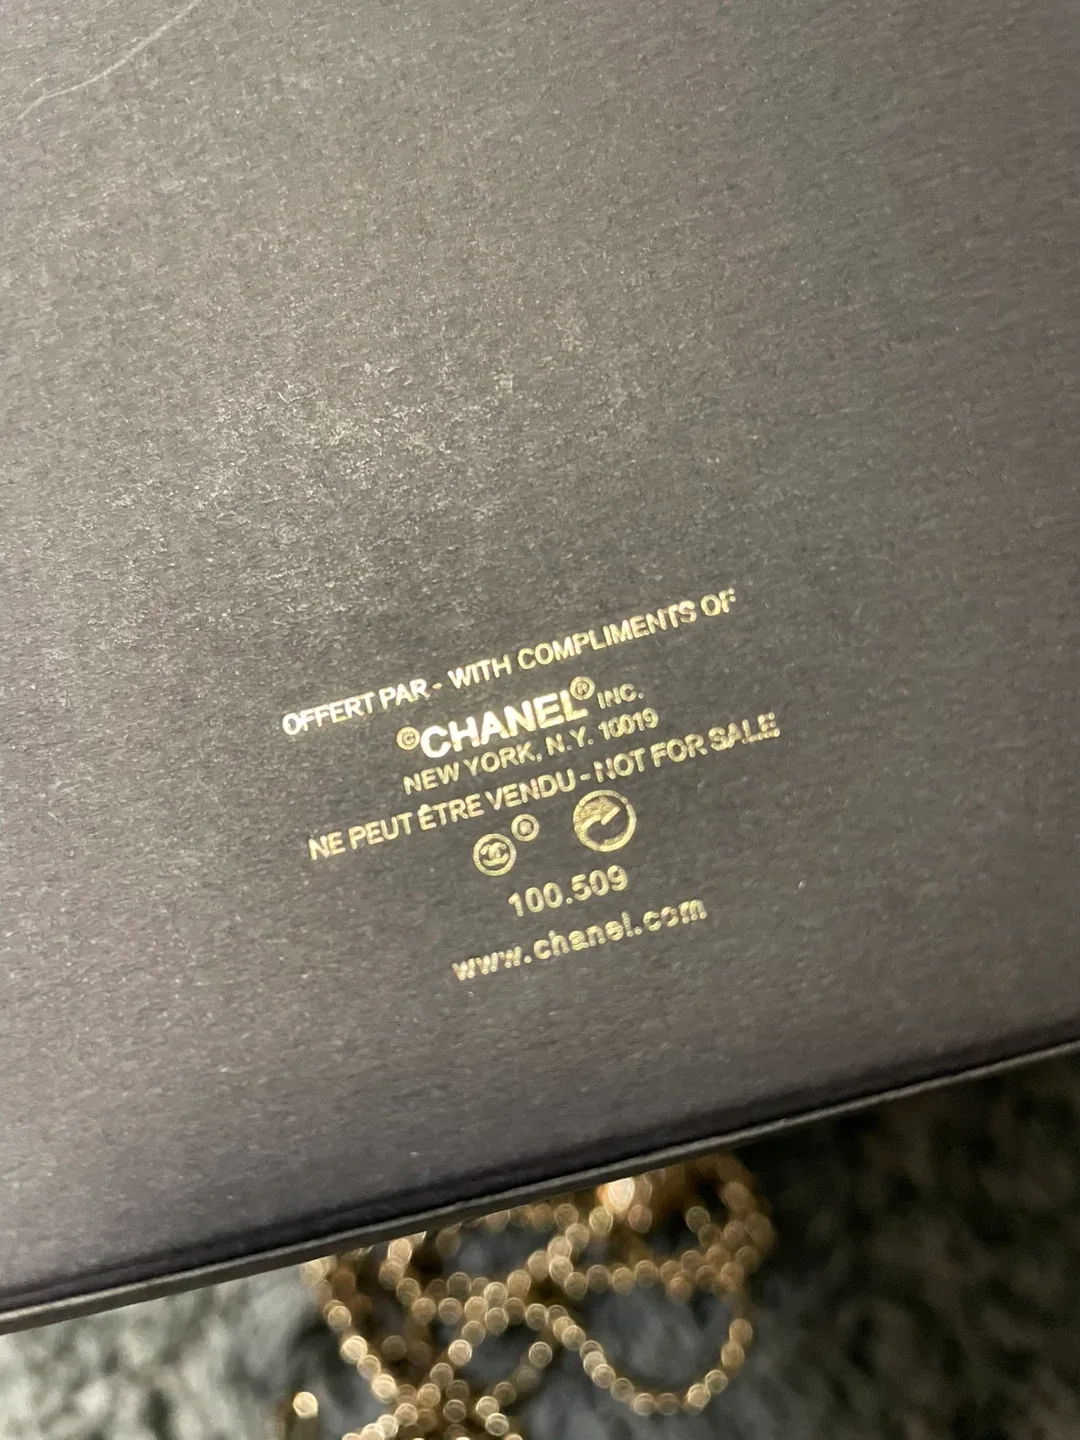 OFFERT PAR - WITH COMPLIMENTS OF
©CHANEL® INC.
NEW YORK, N.Y. 10019
NE PEUT ÊTRE VENDU - NOT FOR SALE
®
100.509
www.chanel.com